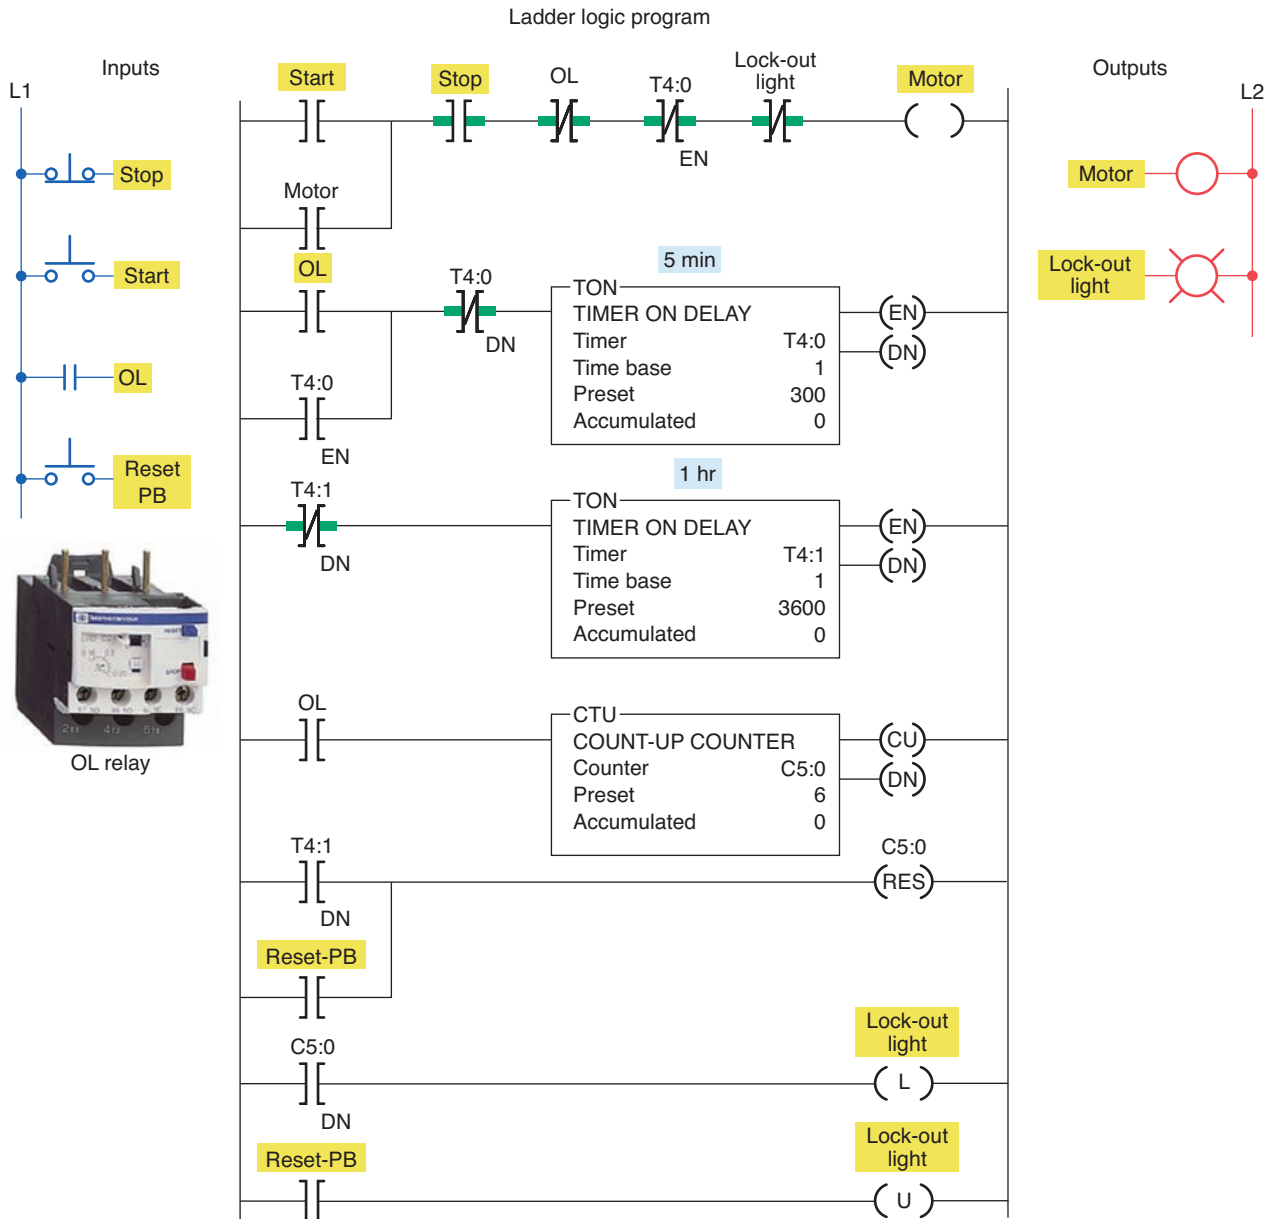 Ladder logic program
Inputs
L1
Stop
Start
OL
Reset
PB
OL relay
Start
Stop
OL
T4:0
EN
Lock-out
light
Motor
Motor
OL
T4:0
DN
T4:0
EN
5 min
TON
TIMER ON DELAY
Timer T4:0
Time base 1
Preset 300
Accumulated 0
EN
DN
T4:1
DN
1 hr
TON
TIMER ON DELAY
Timer T4:1
Time base 1
Preset 3600
Accumulated 0
EN
DN
OL
CTU
COUNT-UP COUNTER
Counter C5:0
Preset 6
Accumulated 0
CU
DN
T4:1
DN
C5:0
RES
Reset-PB
C5:0
DN
Lock-out
light
L
Reset-PB
Lock-out
light
U
Outputs
L2
Motor
Lock-out
light